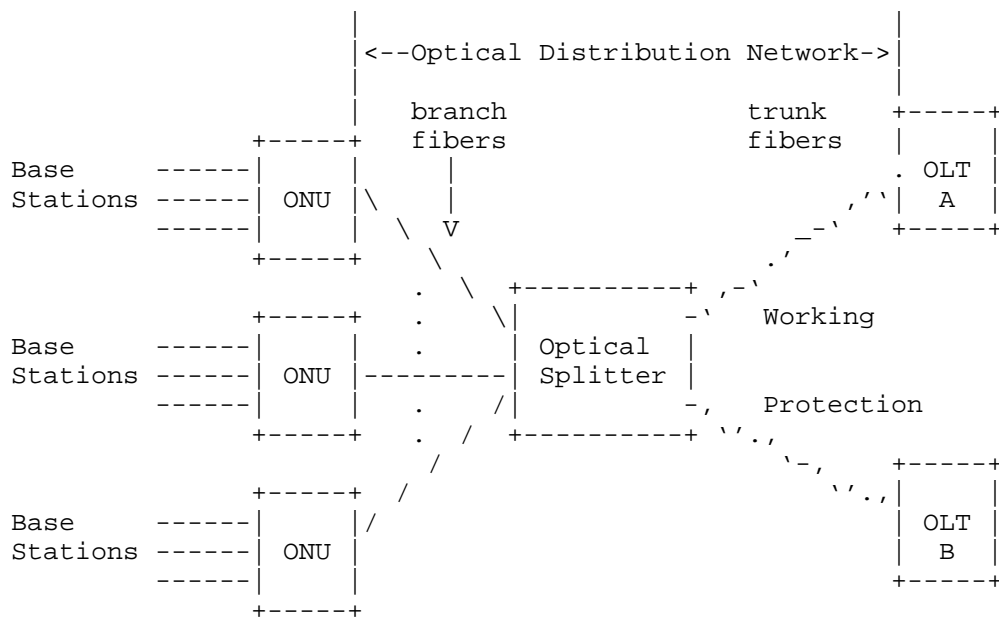 <--Optical Distribution Network->
branch trunk
fibers fibers
Base OLT
Stations ONU A
V
Working
Base Optical
Stations ONU Splitter
Protection
Base OLT
Stations ONU B